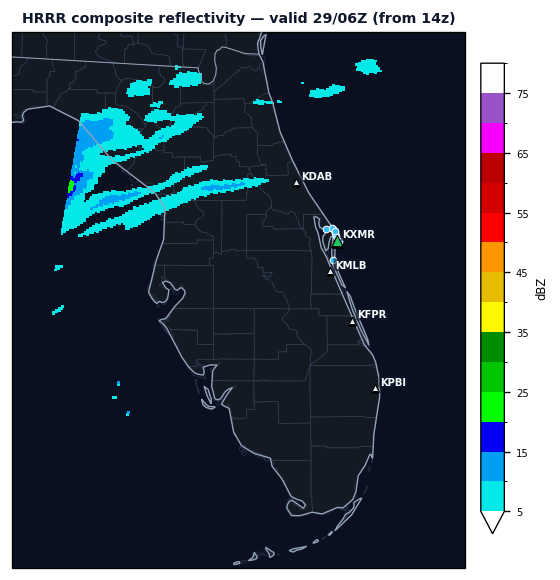 HRRR composite reflectivity — valid 29/06Z (from 14z)
KDAB
KXMR
KMLB
KFPR
KPBI
75
65
55
45
35
25
15
5
dBZ